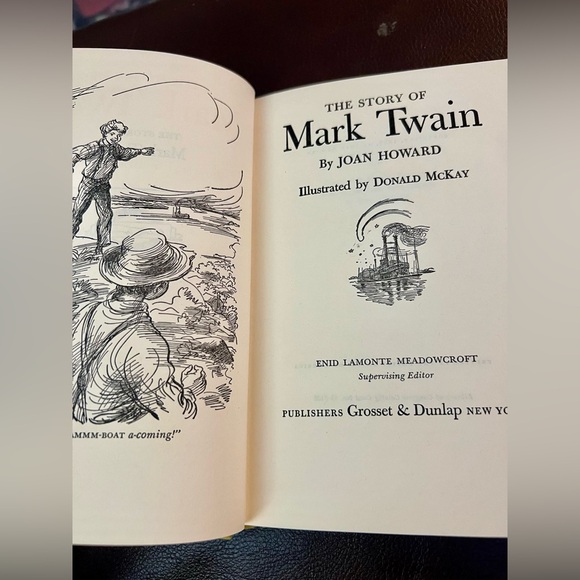 AMMM-BOAT a-coming!"
THE STORY OF
Mark Twain
By JOAN HOWARD
Illustrated by DONALD McKAY
ENID LAMONTE MEADOWCROFT
Supervising Editor
PUBLISHERS Grosset & Dunlap NEW YO